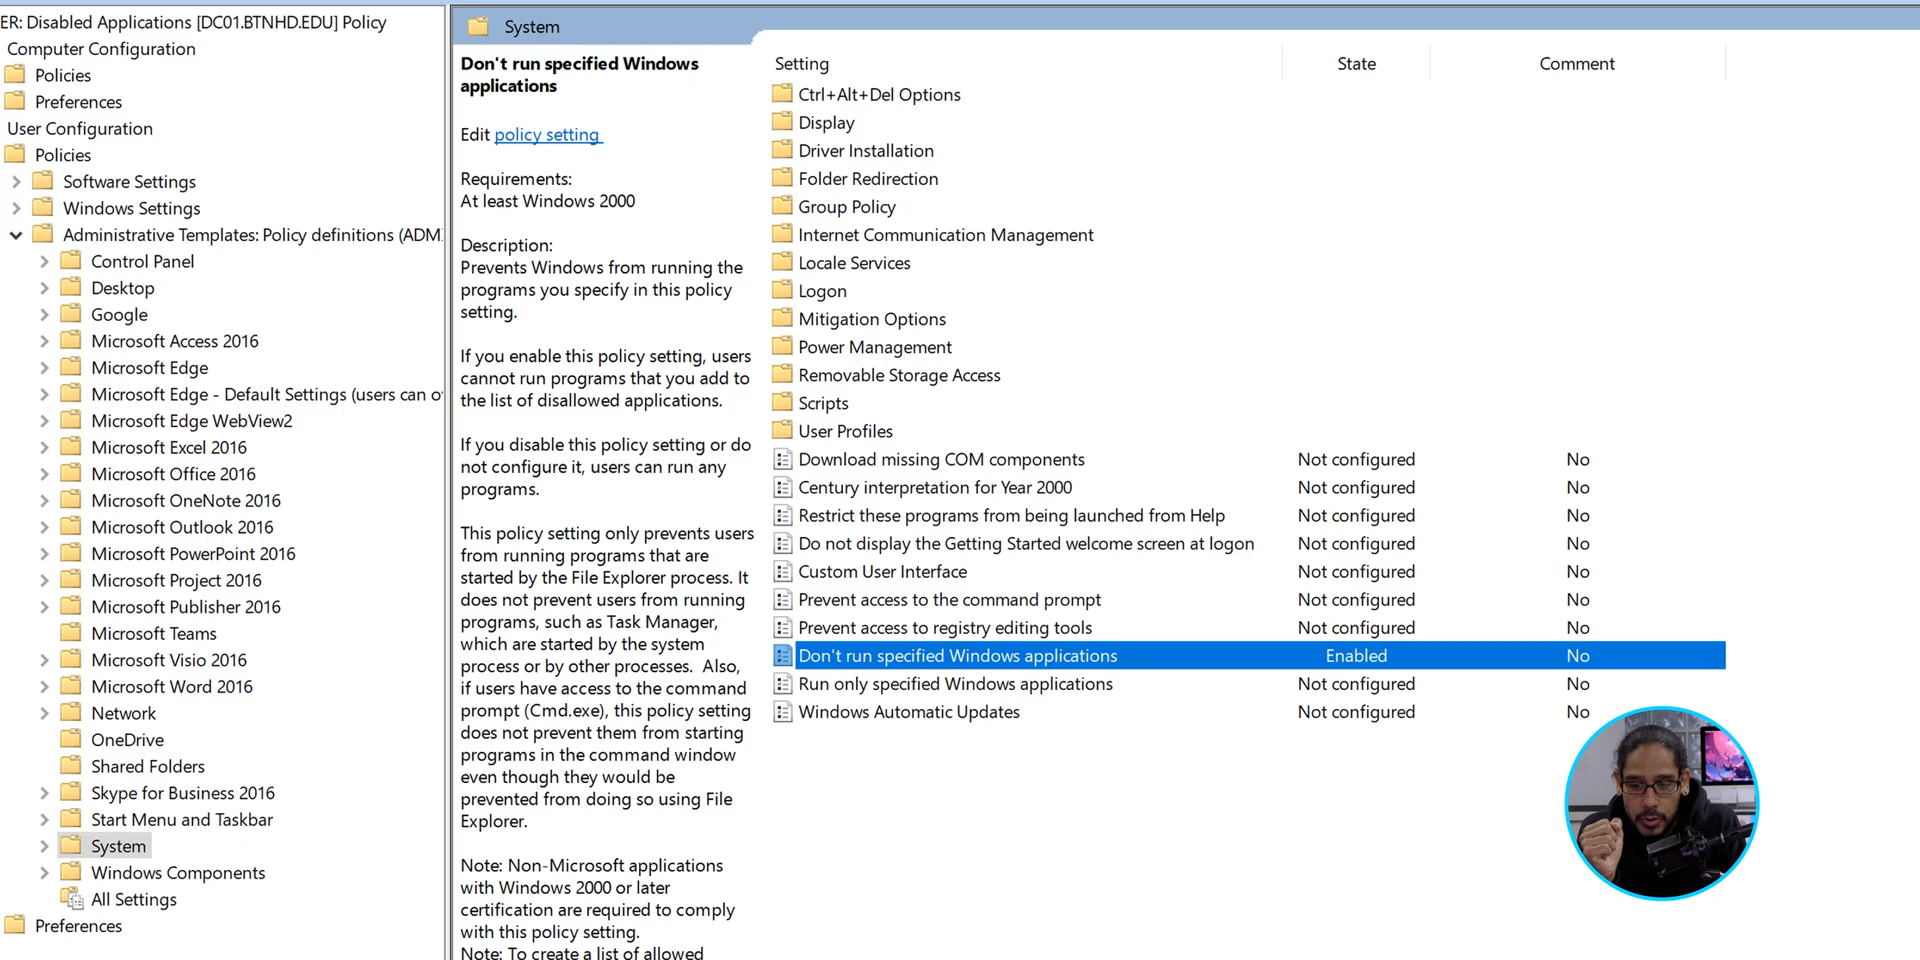 ER: Disabled Applications [DC01.BTNHD.EDU] Policy
Computer Configuration
Policies
Preferences
User Configuration
Policies
Software Settings
Windows Settings
Administrative Templates: Policy definitions (ADM
Control Panel
Desktop
Google
Microsoft Access 2016
Microsoft Edge
Microsoft Edge - Default Settings (users can o
Microsoft Edge WebView2
Microsoft Excel 2016
Microsoft Office 2016
Microsoft OneNote 2016
Microsoft Outlook 2016
Microsoft PowerPoint 2016
Microsoft Project 2016
Microsoft Publisher 2016
Microsoft Teams
Microsoft Visio 2016
Microsoft Word 2016
Network
OneDrive
Shared Folders
Skype for Business 2016
Start Menu and Taskbar
System
Windows Components
All Settings
Preferences
System
Don't run specified Windows
applications
Edit policy setting
Requirements:
At least Windows 2000
Description:
Prevents Windows from running the
programs you specify in this policy
setting.
If you enable this policy setting, users
cannot run programs that you add to
the list of disallowed applications.
If you disable this policy setting or do
not configure it, users can run any
programs.
This policy setting only prevents users
from running programs that are
started by the File Explorer process. It
does not prevent users from running
programs, such as Task Manager,
which are started by the system
process or by other processes.  Also,
if users have access to the command
prompt (Cmd.exe), this policy setting
does not prevent them from starting
programs in the command window
even though they would be
prevented from doing so using File
Explorer.
Note: Non-Microsoft applications
with Windows 2000 or later
certification are required to comply
with this policy setting.
Note: To create a list of allowed
Setting State Comment
Ctrl+Alt+Del Options
Display
Driver Installation
Folder Redirection
Group Policy
Internet Communication Management
Locale Services
Logon
Mitigation Options
Power Management
Removable Storage Access
Scripts
User Profiles
Download missing COM components Not configured No
Century interpretation for Year 2000 Not configured No
Restrict these programs from being launched from Help Not configured No
Do not display the Getting Started welcome screen at logon Not configured No
Custom User Interface Not configured No
Prevent access to the command prompt Not configured No
Prevent access to registry editing tools Not configured No
Don't run specified Windows applications Enabled No
Run only specified Windows applications Not configured No
Windows Automatic Updates Not configured No